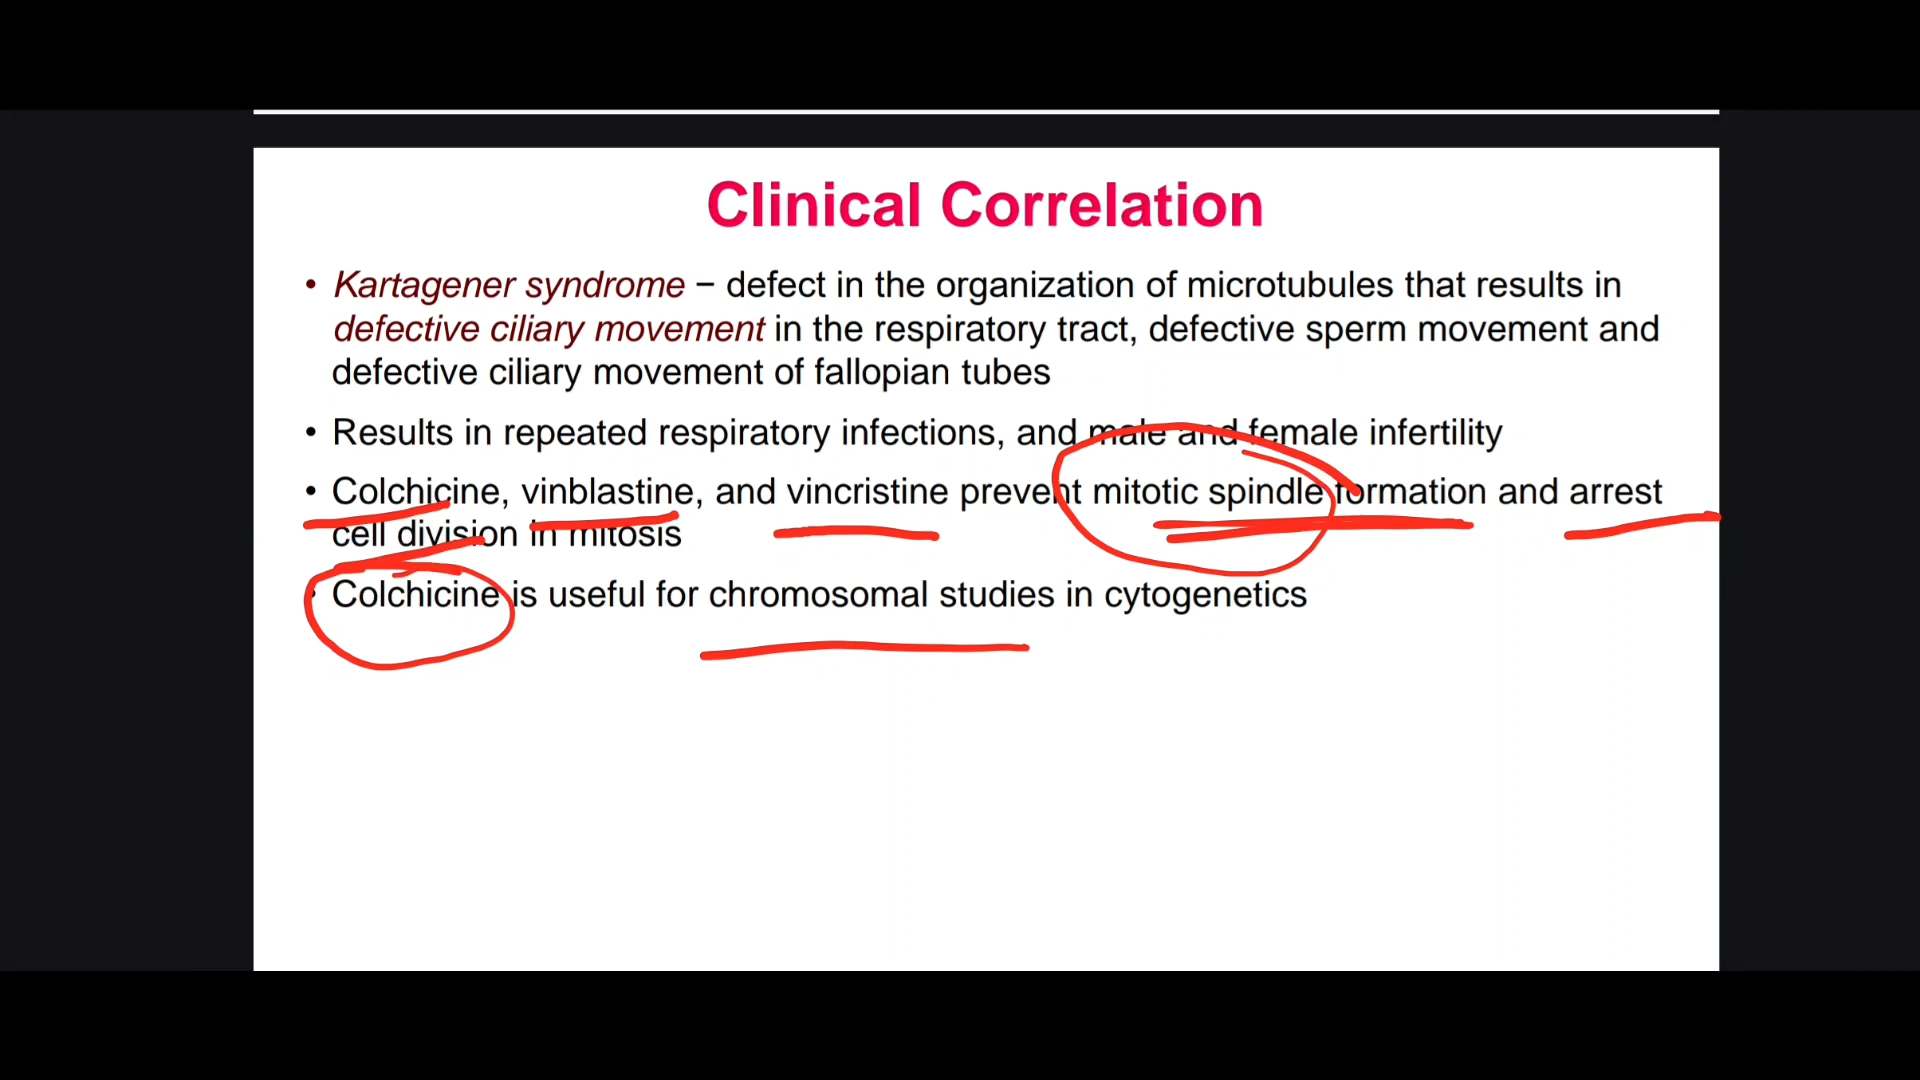 Clinical Correlation
• Kartagener syndrome − defect in the organization of microtubules that results in
defective ciliary movement in the respiratory tract, defective sperm movement and
defective ciliary movement of fallopian tubes
• Results in repeated respiratory infections, and male and female infertility
• Colchicine, vinblastine, and vincristine prevent mitotic spindle formation and arrest
cell division in mitosis
• Colchicine is useful for chromosomal studies in cytogenetics